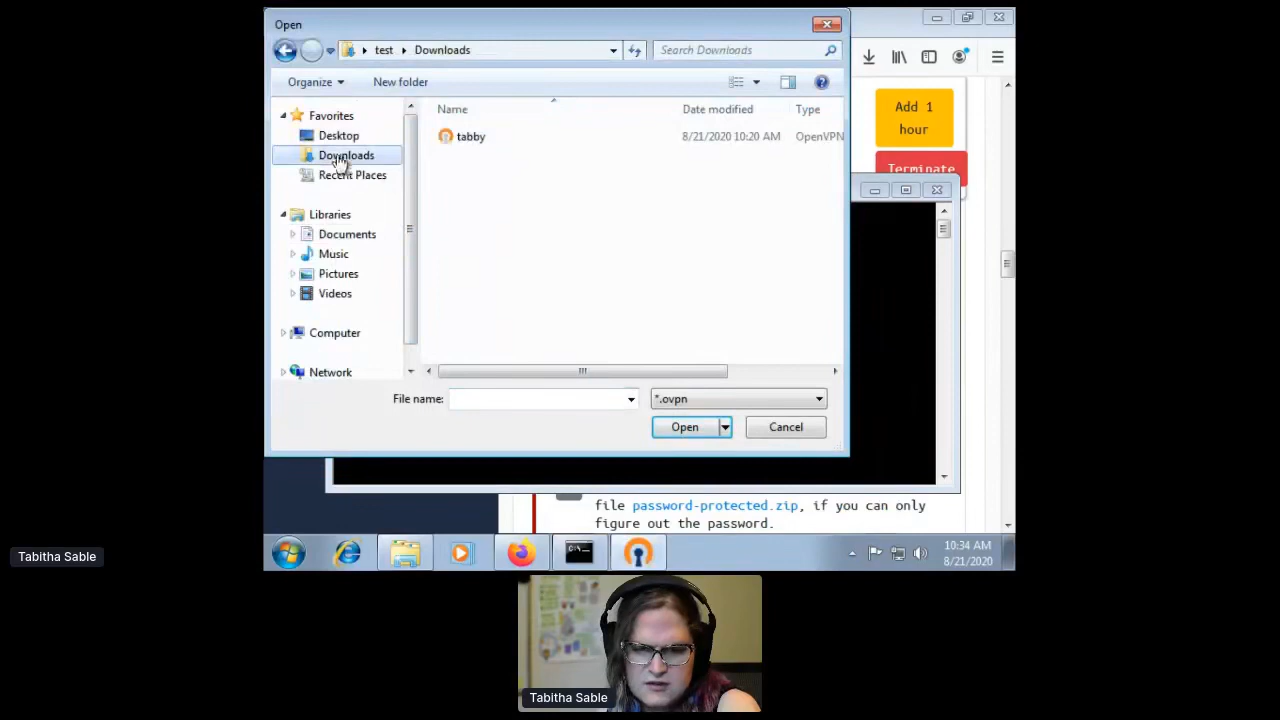 Open
test
Downloads
Search Downloads
Organize
New folder
Add 1
hour
Terminate
Favorites
Desktop
Downloads
Recent Places
Libraries
Documents
Music
Pictures
Videos
Computer
Network
Name
Date modified
Type
tabby
8/21/2020 10:20 AM
OpenVPN
File name:
*.ovpn
Open
Cancel
file password-protected.zip, if you can only
figure out the password.
C:\
10:34 AM
8/21/2020
Tabitha Sable
Tabitha Sable